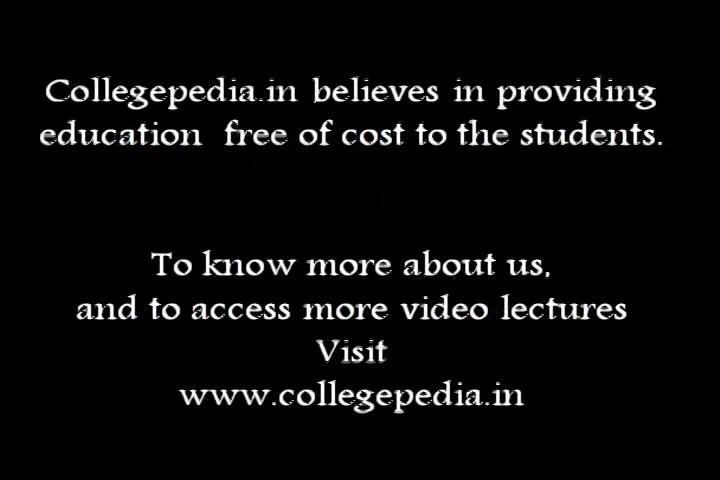 Collegepedia.in believes in providing
education free of cost to the students.
To know more about us,
and to access more video lectures
Visit
www.collegepedia.in